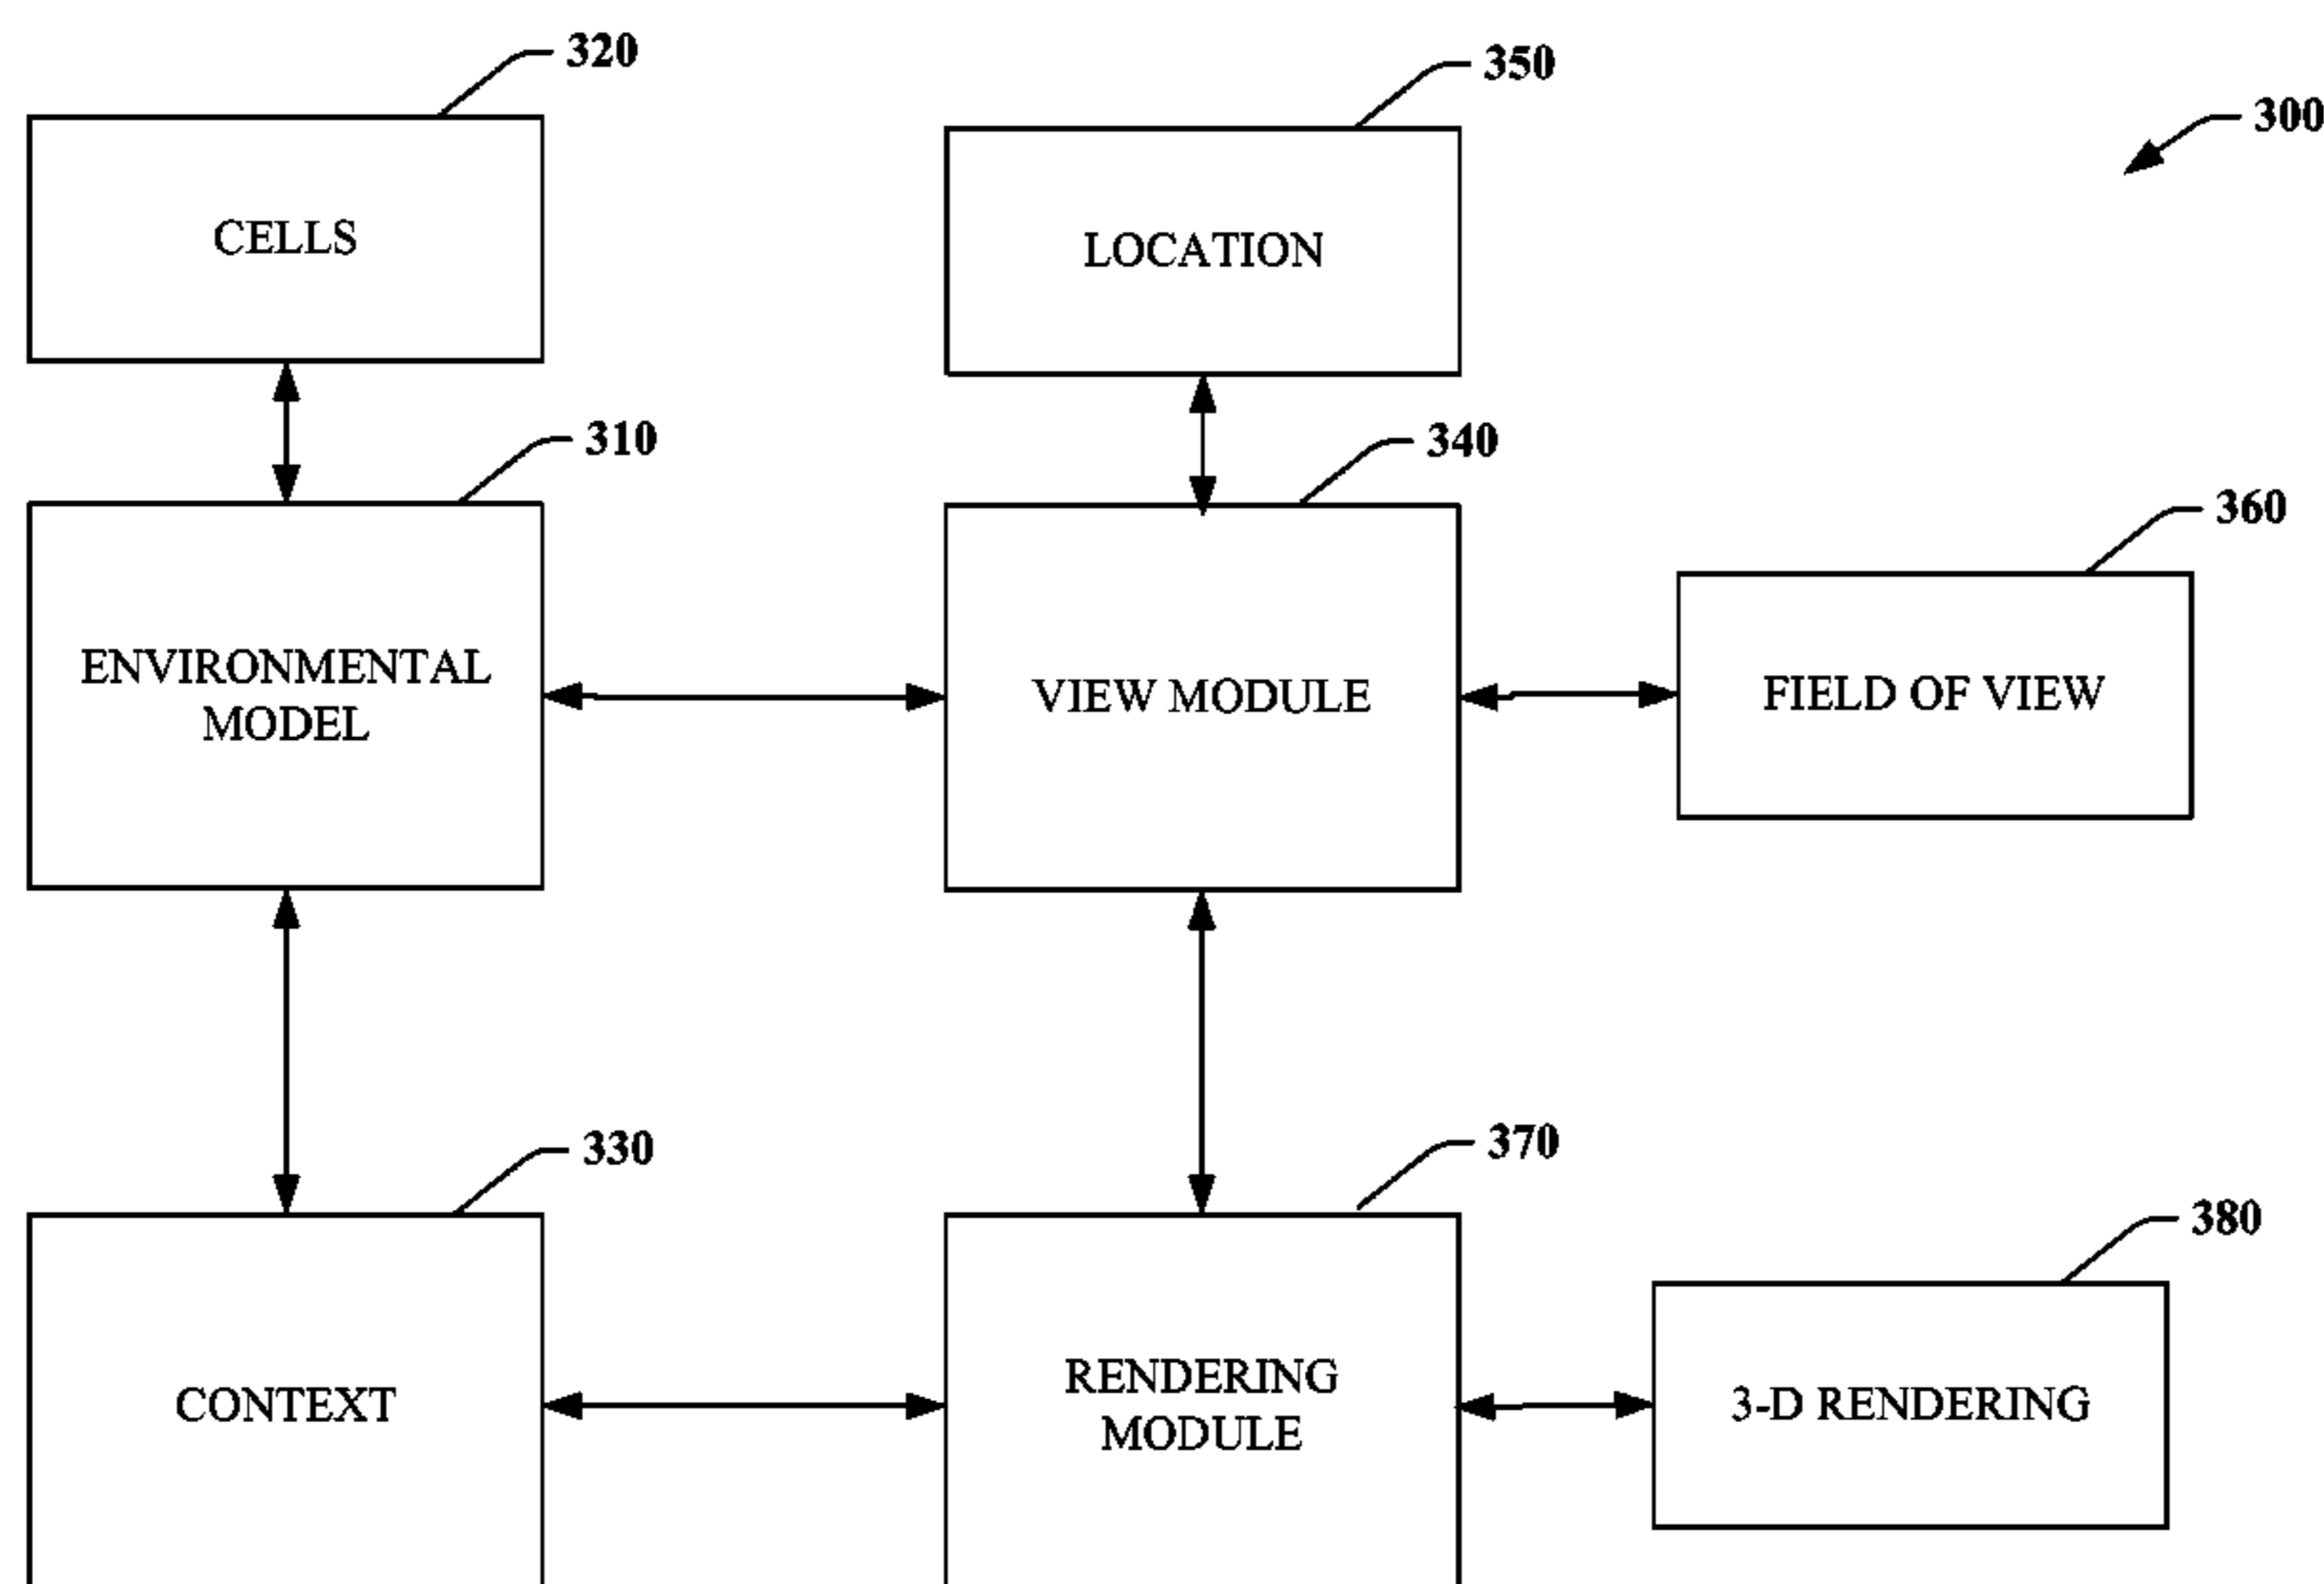 320
350
300
CELLS
LOCATION
310
340
360
ENVIRONMENTAL
MODEL
VIEW MODULE
FIELD OF VIEW
330
370
380
CONTEXT
RENDERING
MODULE
3-D RENDERING